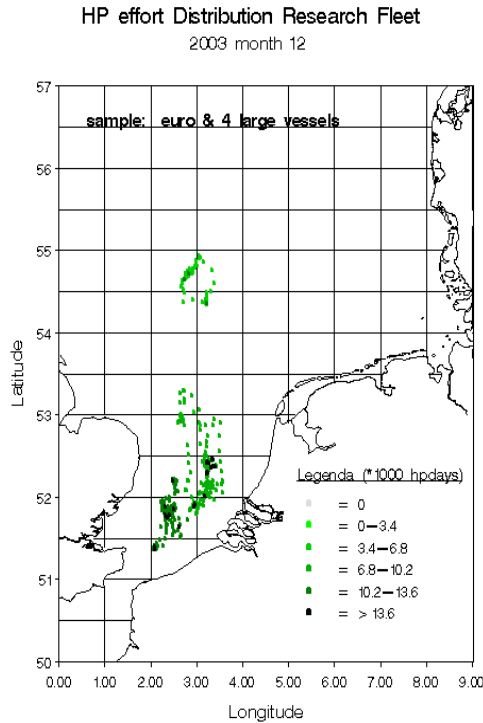 HP effort Distribution Research Fleet
2003 month 12
57
sample: euro & 4 large vessels
56
55
54
Latitude
53
Legenda (*1000 hpdays)
52
= 0
= 0–3.4
= 3.4–6.8
51
= 6.8–10.2
= 10.2–13.6
= > 13.6
50
0.00 1.00 2.00 3.00 4.00 5.00 6.00 7.00 8.00 9.00
Longitude